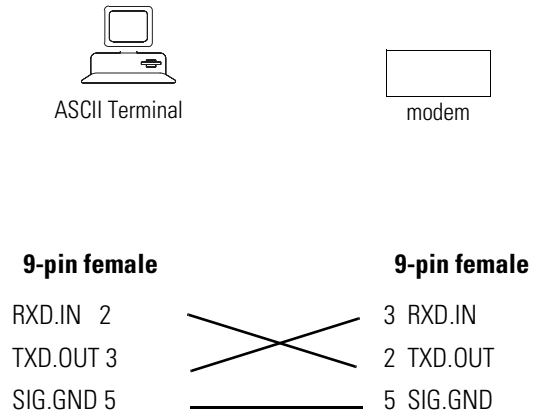 ASCII Terminal
modem
9-pin female
9-pin female
RXD.IN 2
3 RXD.IN
TXD.OUT 3
2 TXD.OUT
SIG.GND 5
5 SIG.GND